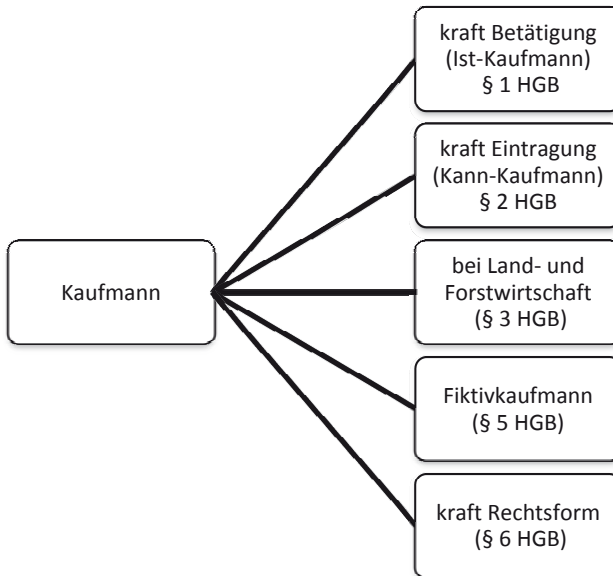 kraft Betätigung
(Ist-Kaufmann)
§ 1 HGB
kraft Eintragung
(Kann-Kaufmann)
§ 2 HGB
Kaufmann
bei Land- und
Forstwirtschaft
(§ 3 HGB)
Fiktivkaufmann
(§ 5 HGB)
kraft Rechtsform
(§ 6 HGB)